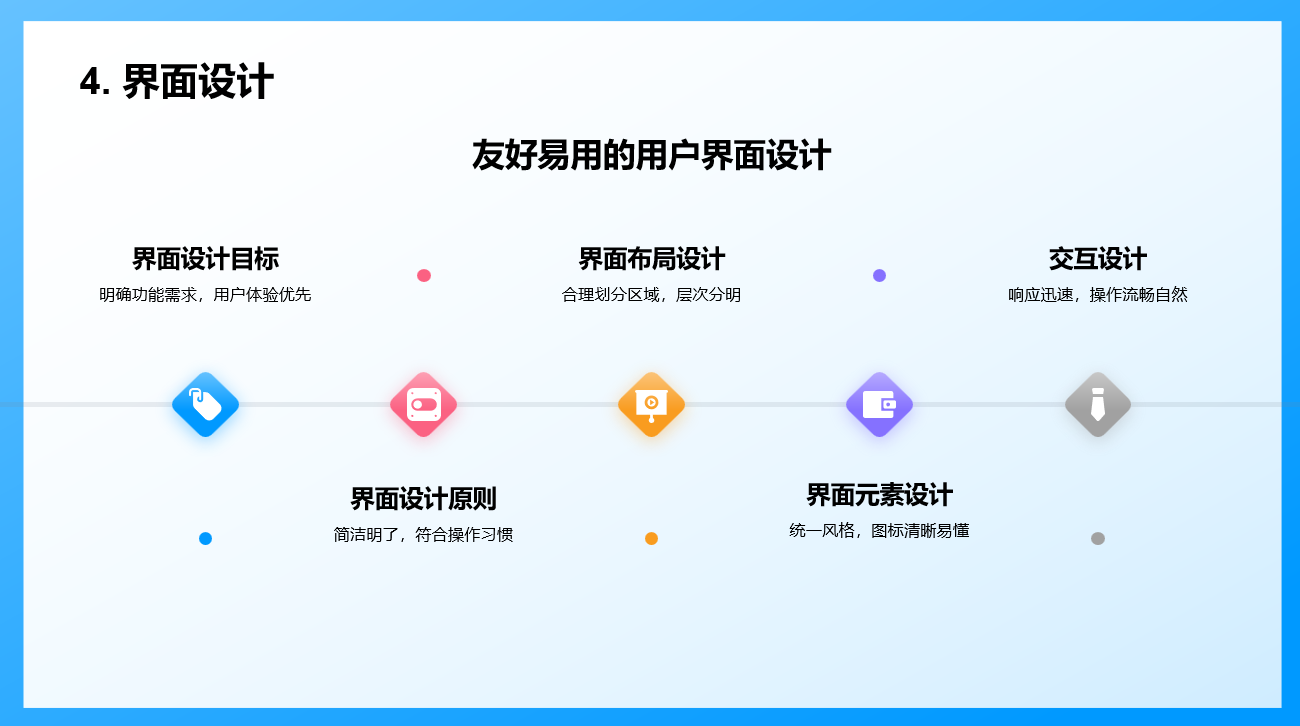 4. 界面设计
友好易用的用户界面设计
界面设计目标
明确功能需求，用户体验优先
界面布局设计
合理划分区域，层次分明
交互设计
响应迅速，操作流畅自然
界面设计原则
简洁明了，符合操作习惯
界面元素设计
统一风格，图标清晰易懂